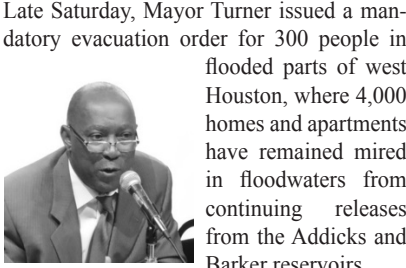 Late Saturday, Mayor Turner issued a man-
datory evacuation order for 300 people in
flooded parts of west
Houston, where 4,000
homes and apartments
have remained mired
in floodwaters from
continuing releases
from the Addicks and
Barker reservoirs